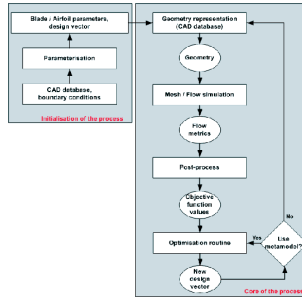 Blade / Airfoil parameters,
design vector
Parameterisation
CAD database,
boundary conditions
Initialisation of the process
Geometry representation
(CAD database)
Geometry
Mesh / Flow simulation
Flow
metrics
Post-process
Objective
function
values
Optimisation routine
New
design
vector
Yes
No
Use
metamodel?
Core of the process